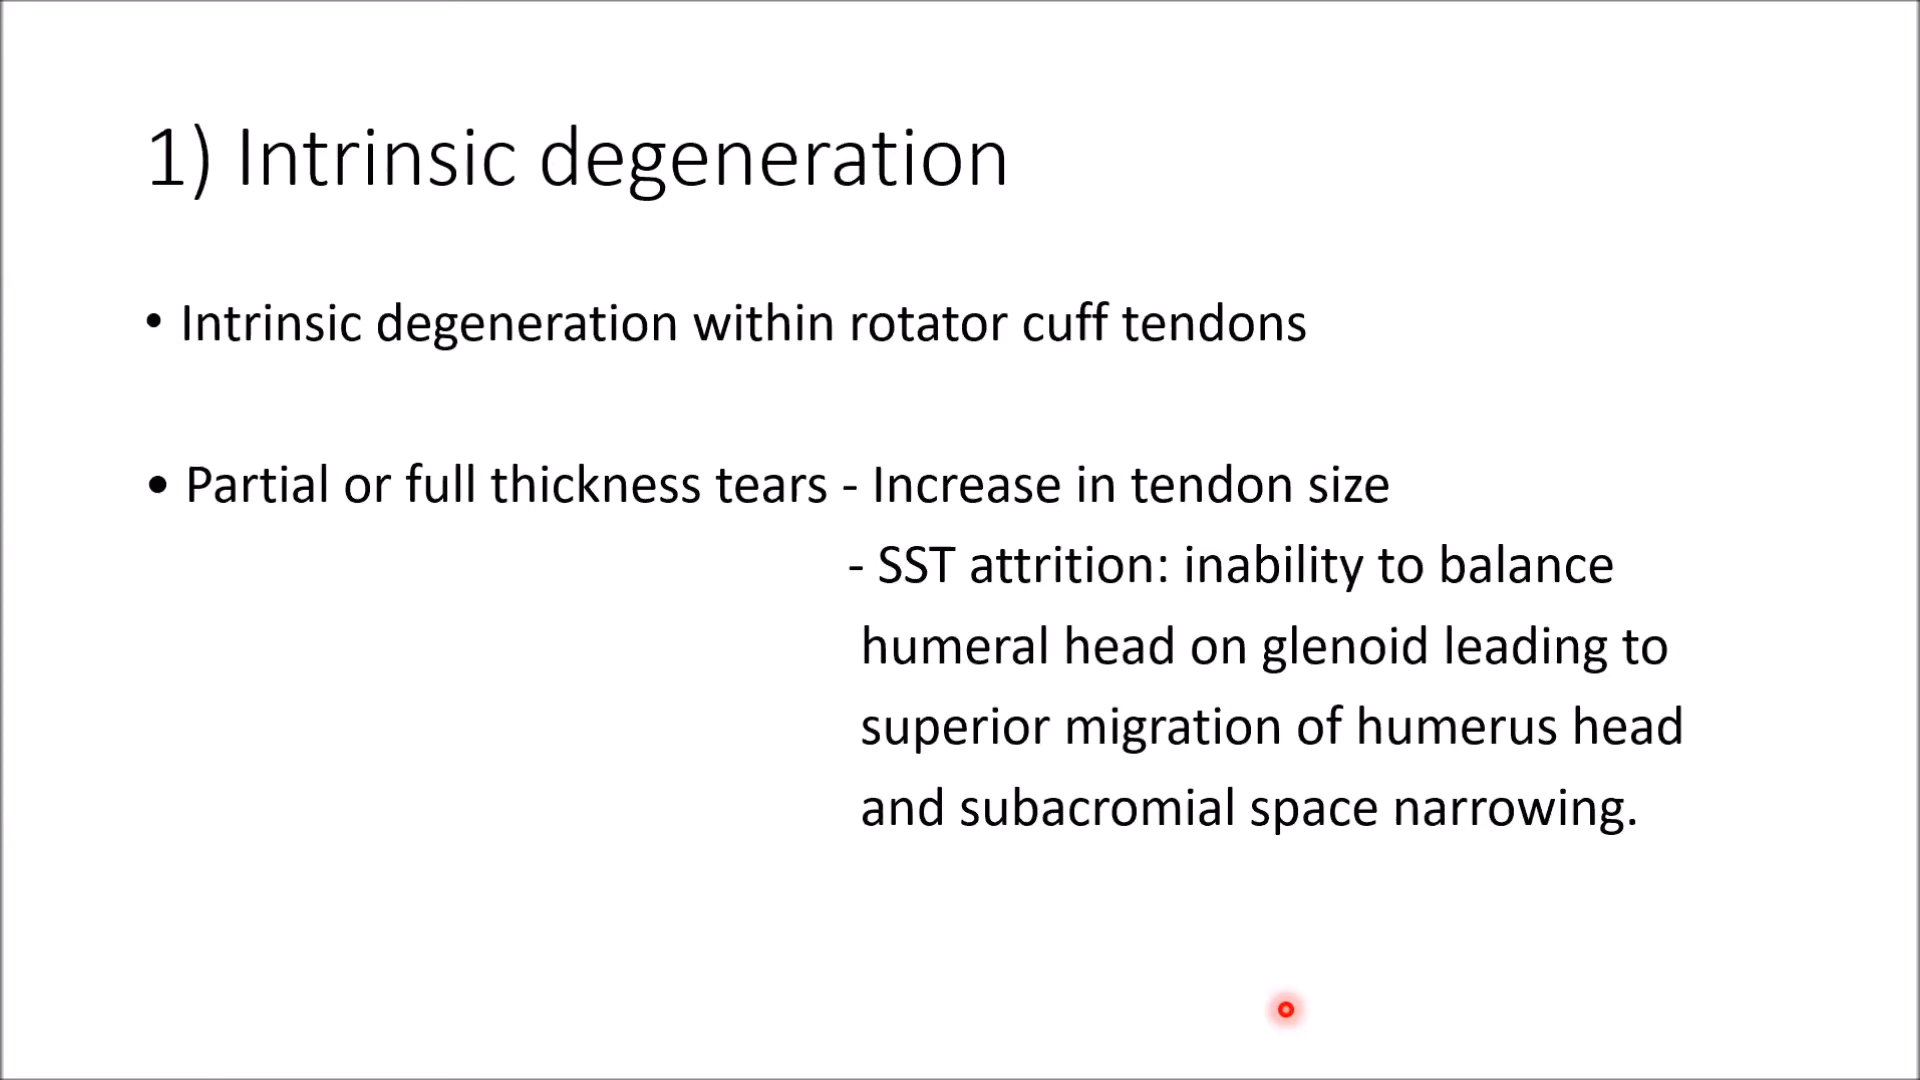 1) Intrinsic degeneration
• Intrinsic degeneration within rotator cuff tendons
• Partial or full thickness tears - Increase in tendon size
- SST attrition: inability to balance
humeral head on glenoid leading to
superior migration of humerus head
and subacromial space narrowing.